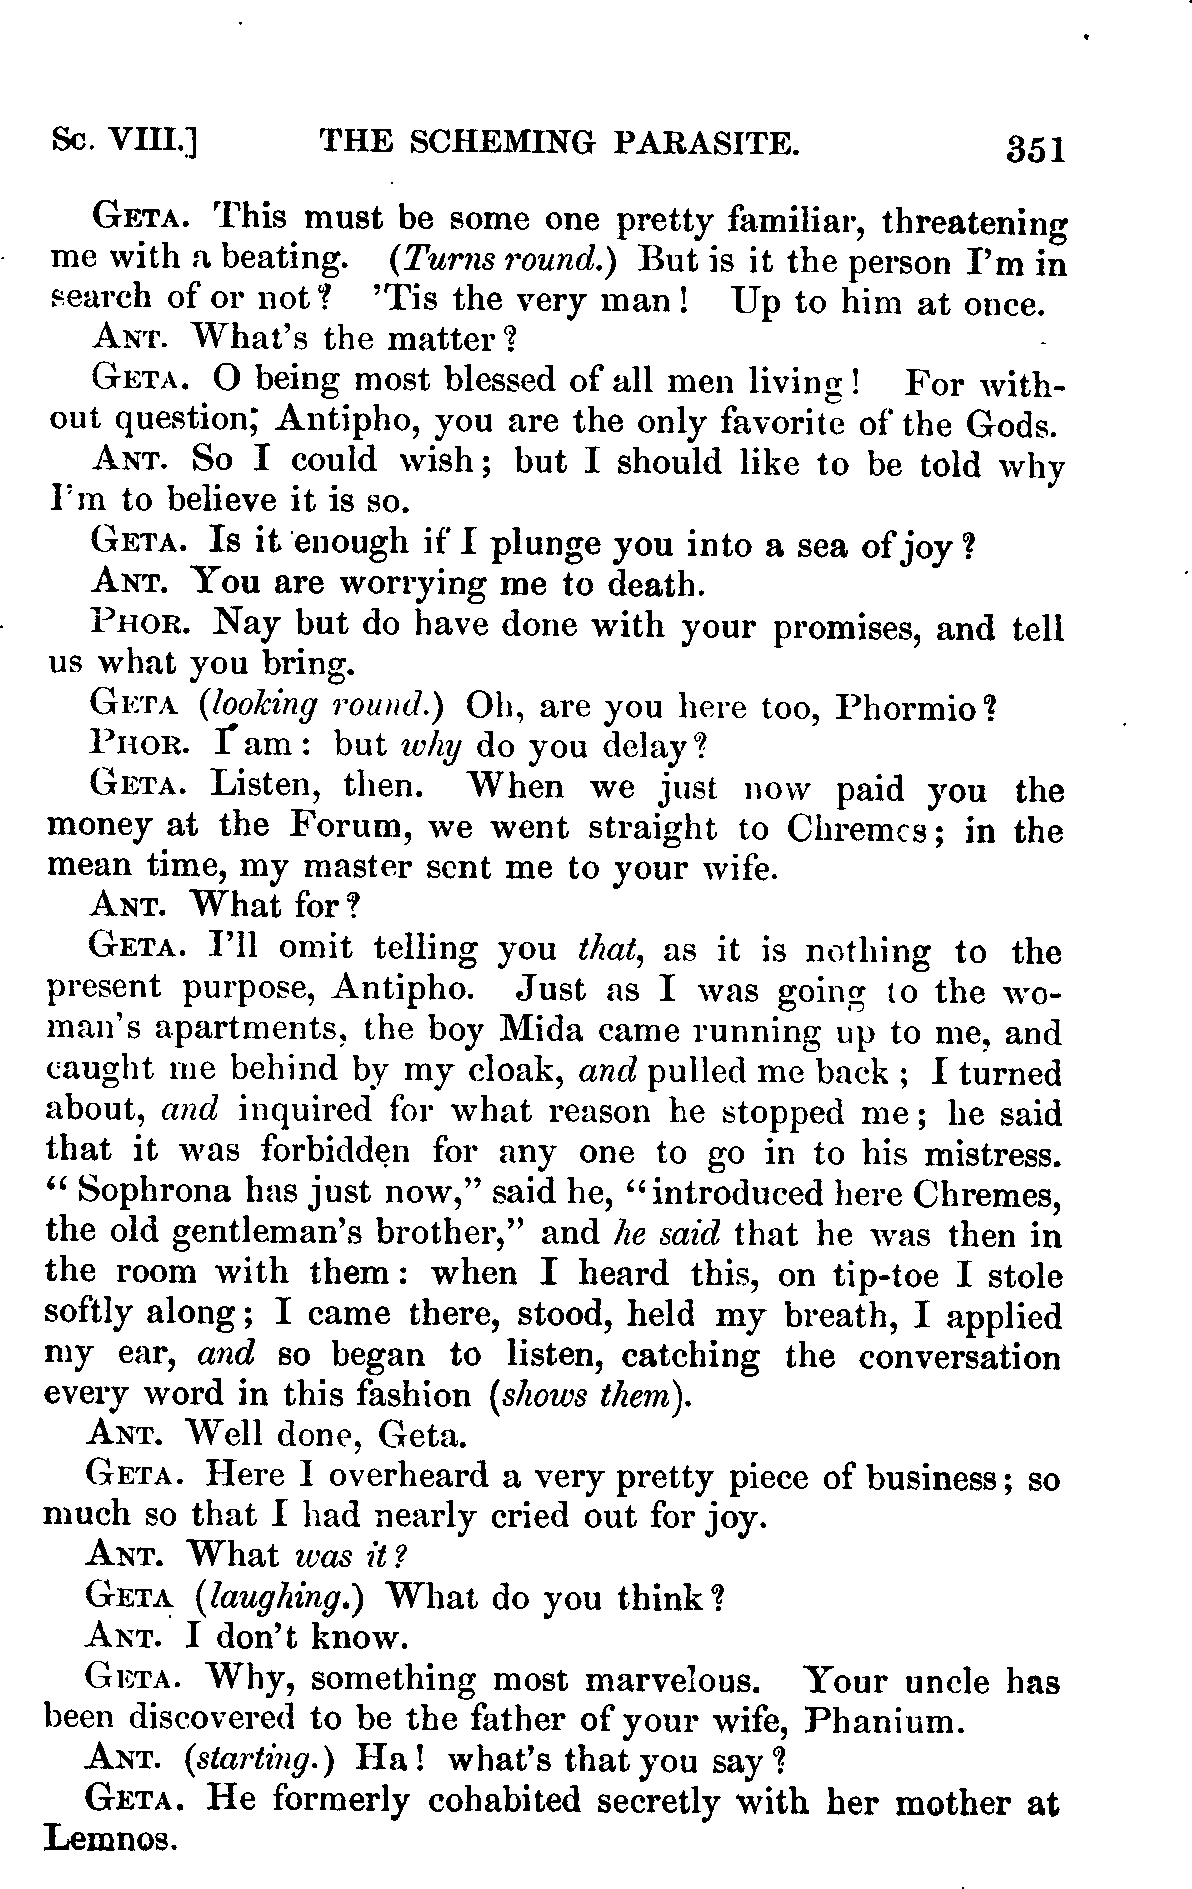 Sc. VIII.] THE SCHEMING PARASITE. 351
GETA. This must be some one pretty familiar, threatening
me with a beating. (Turns round.) But is it the person I'm in
search of or not? 'Tis the very man! Up to him at once.
ANT. What's the matter?
GETA. O being most blessed of all men living! For with-
out question, Antipho, you are the only favorite of the Gods.
ANT. So I could wish; but I should like to be told why
I'm to believe it is so.
GETA. Is it enough if I plunge you into a sea of joy?
ANT. You are worrying me to death.
PHOR. Nay but do have done with your promises, and tell
us what you bring.
GETA (looking round.) Oh, are you here too, Phormio?
PHOR. I am: but why do you delay?
GETA. Listen, then. When we just now paid you the
money at the Forum, we went straight to Chremes; in the
mean time, my master sent me to your wife.
ANT. What for?
GETA. I'll omit telling you that, as it is nothing to the
present purpose, Antipho. Just as I was going to the wo-
man's apartments, the boy Mida came running up to me, and
caught me behind by my cloak, and pulled me back; I turned
about, and inquired for what reason he stopped me; he said
that it was forbidden for any one to go in to his mistress.
"Sophrona has just now," said he, "introduced here Chremes,
the old gentleman's brother," and he said that he was then in
the room with them: when I heard this, on tip-toe I stole
softly along; I came there, stood, held my breath, I applied
my ear, and so began to listen, catching the conversation
every word in this fashion (shows them).
ANT. Well done, Geta.
GETA. Here I overheard a very pretty piece of business; so
much so that I had nearly cried out for joy.
ANT. What was it?
GETA (laughing.) What do you think?
ANT. I don't know.
GETA. Why, something most marvelous. Your uncle has
been discovered to be the father of your wife, Phanium.
ANT. (starting.) Ha! what's that you say?
GETA. He formerly cohabited secretly with her mother at
Lemnos.